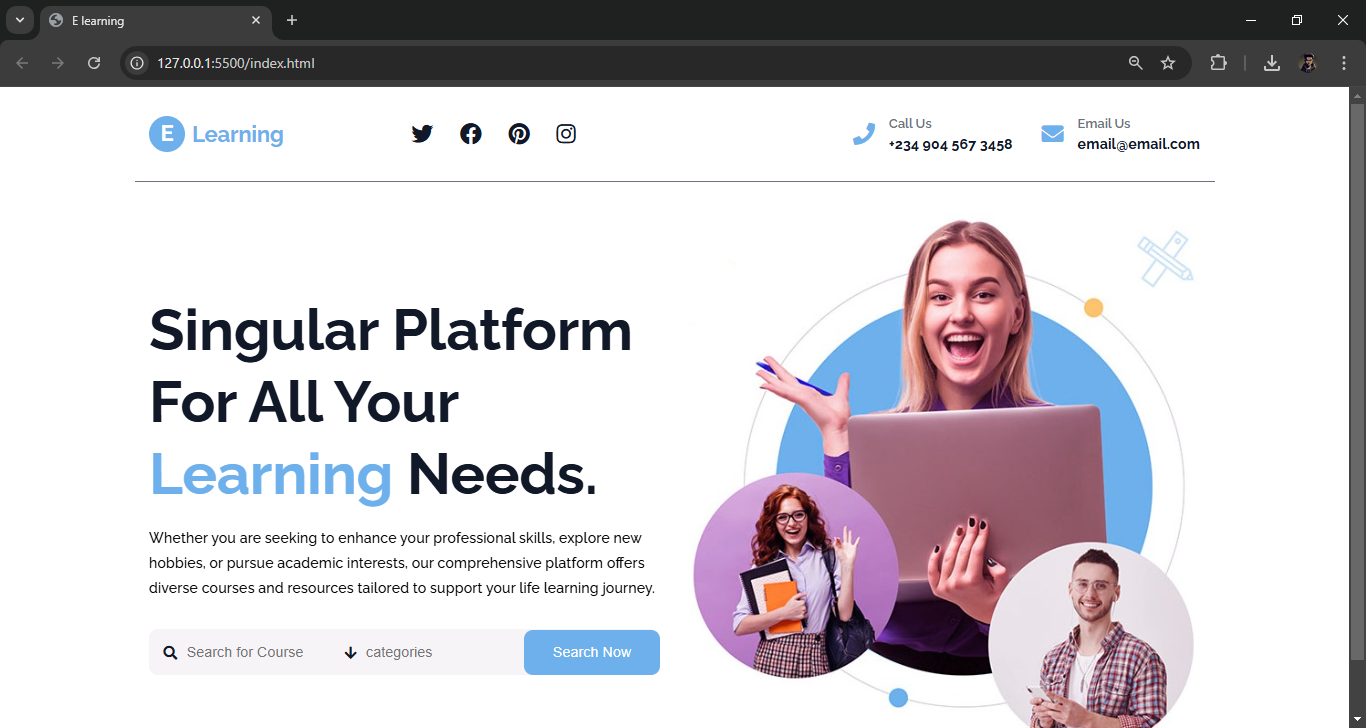 E learning
127.0.0.1:5500/index.html
E Learning
Call Us
+234 904 567 3458
Email Us
email@email.com
Singular Platform
For All Your
Learning Needs.
Whether you are seeking to enhance your professional skills, explore new
hobbies, or pursue academic interests, our comprehensive platform offers
diverse courses and resources tailored to support your life learning journey.
Search for Course
categories
Search Now